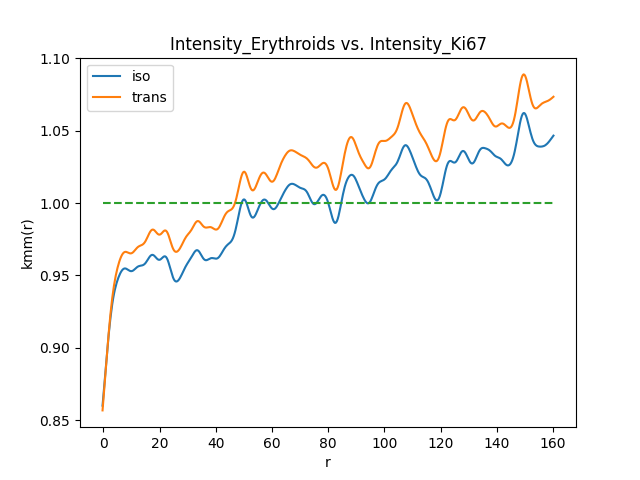 Intensity_Erythroids vs. Intensity_Ki67
iso
trans
1.10
1.05
1.00
0.95
0.90
0.85
kmm(r)
0 20 40 60 80 100 120 140 160
r